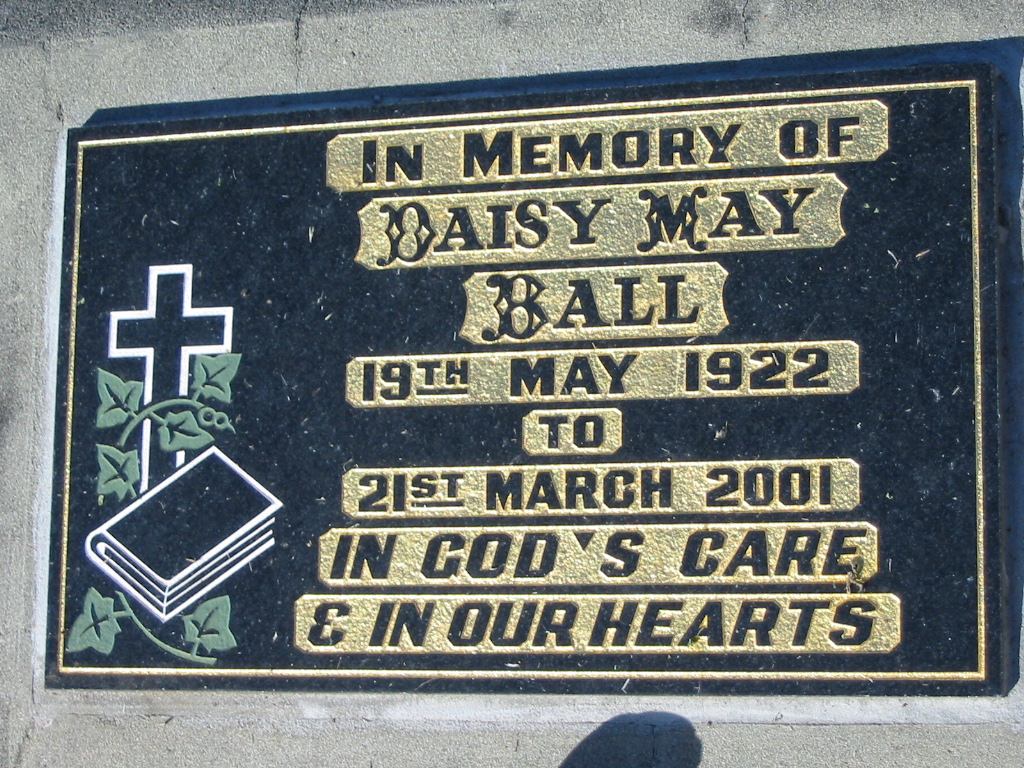 IN MEMORY OF
DAISY MAY
BALL
19TH MAY 1922
TO
21ST MARCH 2001
IN GOD'S CARE
& IN OUR HEARTS